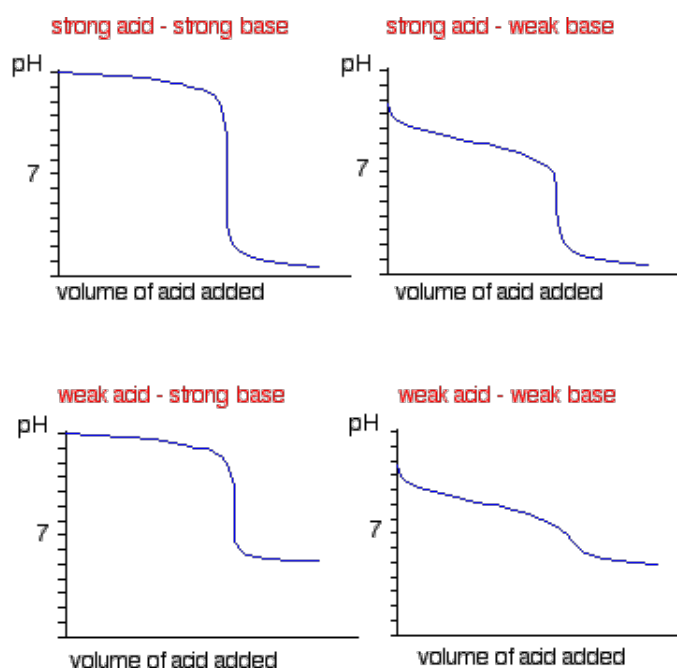 strong acid - strong base
strong acid - weak base
pH
pH
7
7
volume of acid added
volume of acid added
weak acid - strong base
weak acid - weak base
pH
pH
7
7
volume of acid added
volume of acid added